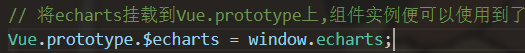 // 将echarts挂载到Vue.prototype上,组件实例便可以使用到了
Vue.prototype.$echarts = window.echarts;